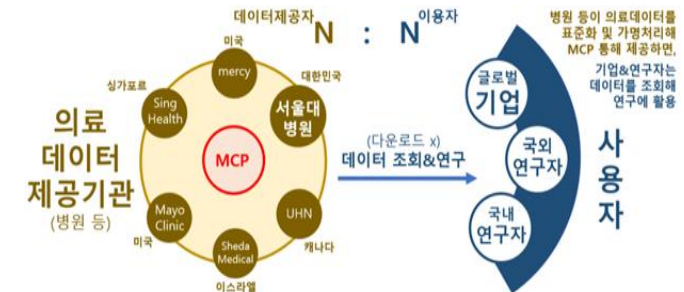 데이터제공자 N : N 이용자
병원 등이 의료데이터를
표준화 및 가명처리해
MCP 통해 제공하면,
기업&연구자는
데이터를 조회해
연구에 활용
의료
데이터
제공기관
(병원 등)
미국
mercy
대한민국
서울대
병원
싱가포르
Sing
Health
MCP
Mayo
Clinic
미국
UHN
캐나다
Sheda
Medical
이스라엘
(다운로드 x)
데이터 조회&연구
글로벌
기업
국외
연구자
국내
연구자
사
용
자